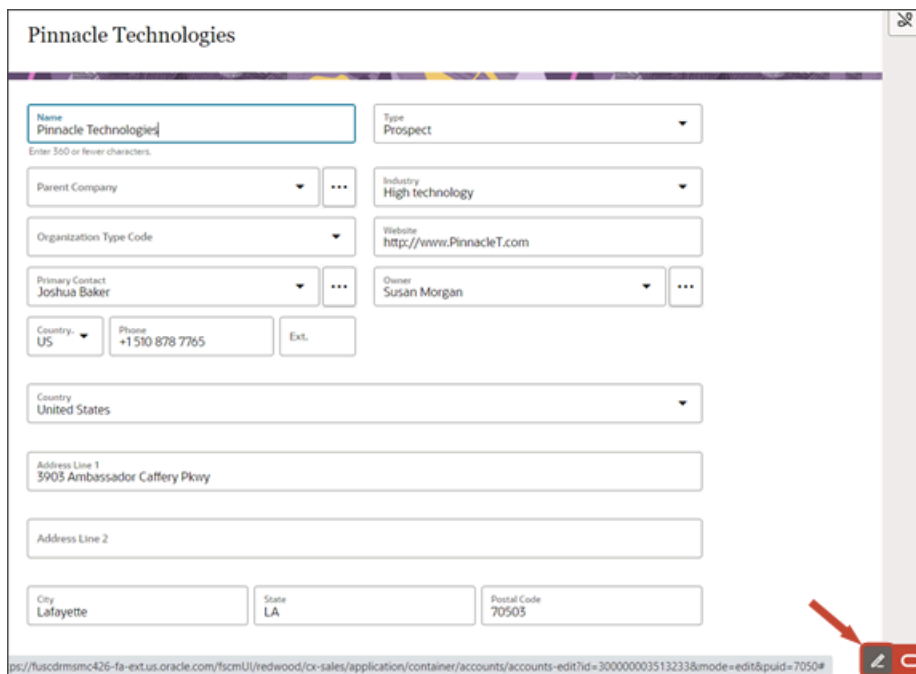 Pinnacle Technologies
Name
Pinnacle Technologies
Enter 360 or fewer characters.
Type
Prospect
Parent Company
Industry
High technology
Organization Type Code
Website
http://www.PinnacleT.com
Primary Contact
Joshua Baker
Owner
Susan Morgan
Country.
US
Phone
+1 510 878 7765
Ext.
Country
United States
Address Line 1
3903 Ambassador Caffery Pkwy
Address Line 2
City
Lafayette
State
LA
Postal Code
70503
ps://fuscdrmsmc426-fa-ext.us.oracle.com/fscmUI/redwood/cx-sales/application/container/accounts/accounts-edit?id=300000003513233&mode=edit&puid=7050#